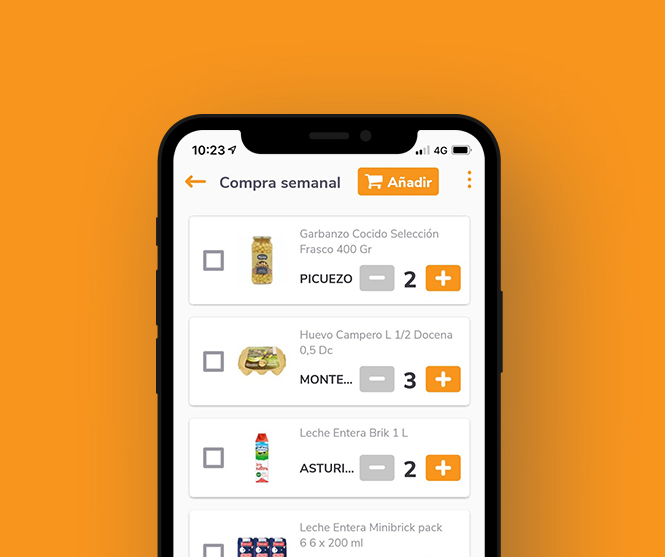 10:23
4G
Compra semanal
Añadir
Garbanzo Cocido Selección
Frasco 400 Gr
PICUEZO
2
Huevo Campero L 1/2 Docena
0,5 Dc
MONTE...
3
Leche Entera Brik 1 L
ASTURI...
2
Leche Entera Minibrick pack
6 6 x 200 ml